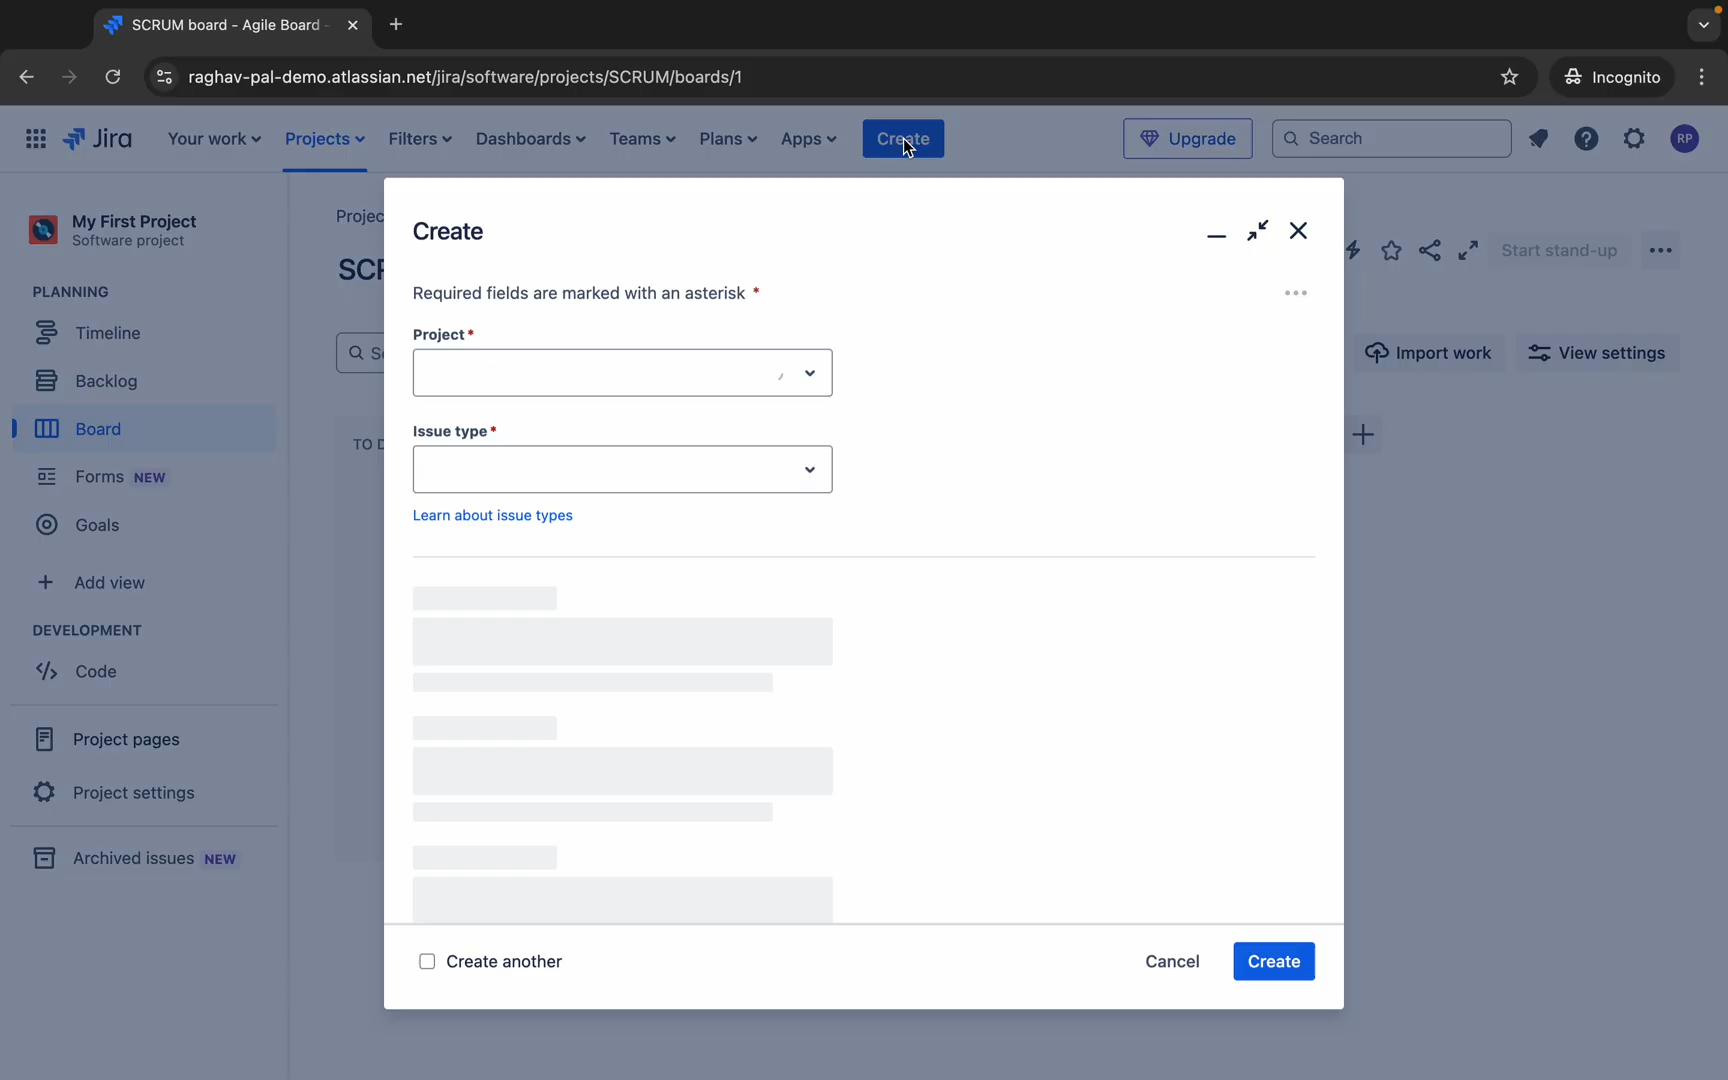 SCRUM board - Agile Board -
raghav-pal-demo.atlassian.net/jira/software/projects/SCRUM/boards/1
Incognito
Jira
Your work
Projects
Filters
Dashboards
Teams
Plans
Apps
Create
Upgrade
Search
RP
My First Project
Software project
PLANNING
Timeline
Backlog
Board
Forms NEW
Goals
Add view
DEVELOPMENT
Code
Project pages
Project settings
Archived issues NEW
Projec
SCR
Se
TO D
Start stand-up
Import work
View settings
Create
Required fields are marked with an asterisk *
Project *
Issue type *
Learn about issue types
Create another
Cancel
Create